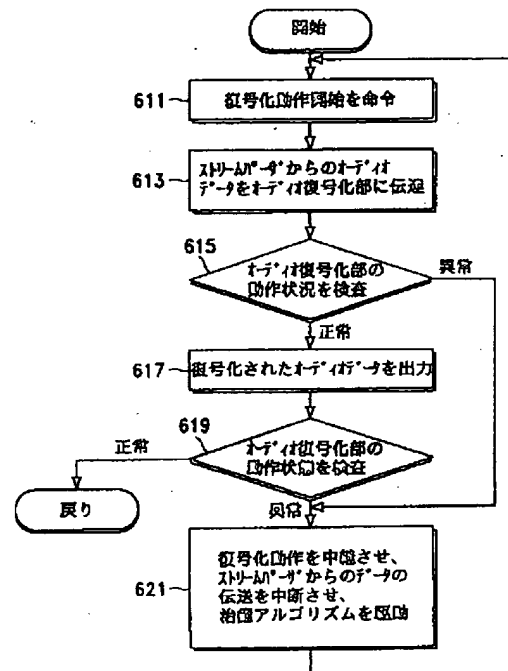 開始
611
復号化動作開始を命令
613
ストリームパーザからのオーディオ
データをオーディオ復号化部に伝送
615
オーディオ復号化部の
動作状況を検査
異常
正常
617
復号化されたオーディオデータを出力
619
オーディオ復号化部の
動作状態を検査
正常
戻り
異常
621
復号化動作を中断させ、
ストリームパーザからのデータの
伝送を中断させ、
アルゴリズムを駆動